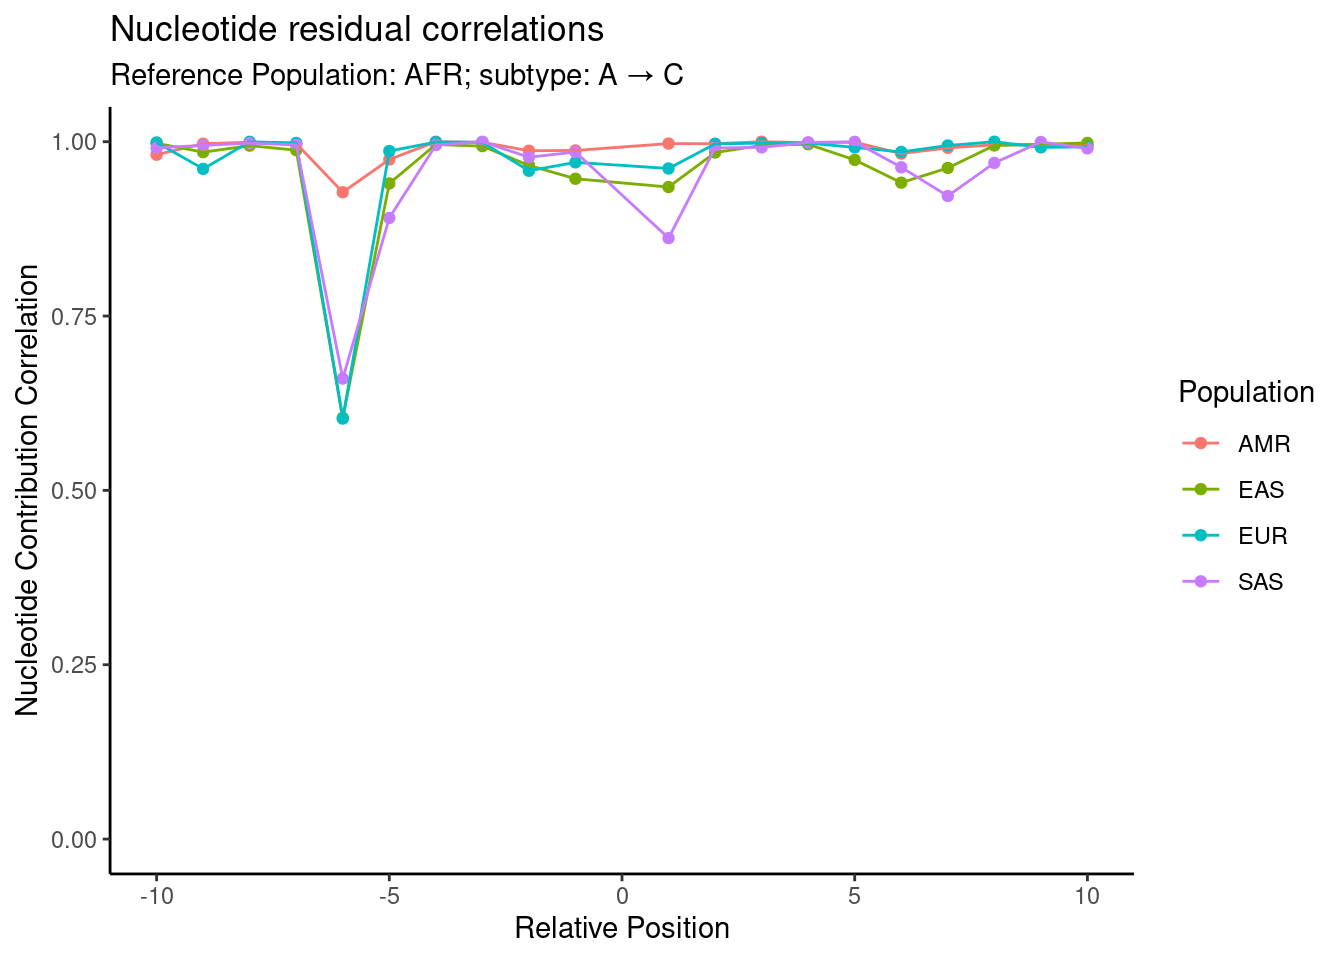 Nucleotide residual correlations
Reference Population: AFR; subtype: A → C
Nucleotide Contribution Correlation
1.00
0.75
0.50
0.25
0.00
-10
-5
0
5
10
Relative Position
Population
AMR
EAS
EUR
SAS